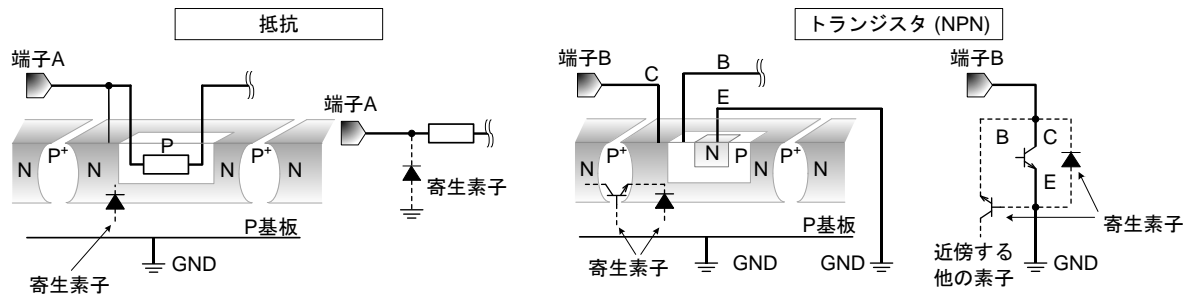 抵抗
トランジスタ (NPN)
端子A
端子A
N
P+
N
P
N
P+
N
寄生素子
P基板
GND
寄生素子
端子B
C
B
E
N
P+
N
N
P
N
P+
N
P基板
寄生素子
GND
GND
端子B
B
C
E
寄生素子
近傍する
他の素子
GND